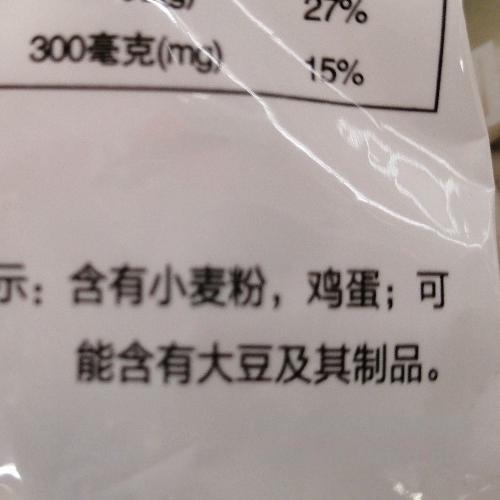 27%
300毫克(mg) 15%
示：含有小麦粉，鸡蛋；可
能含有大豆及其制品。